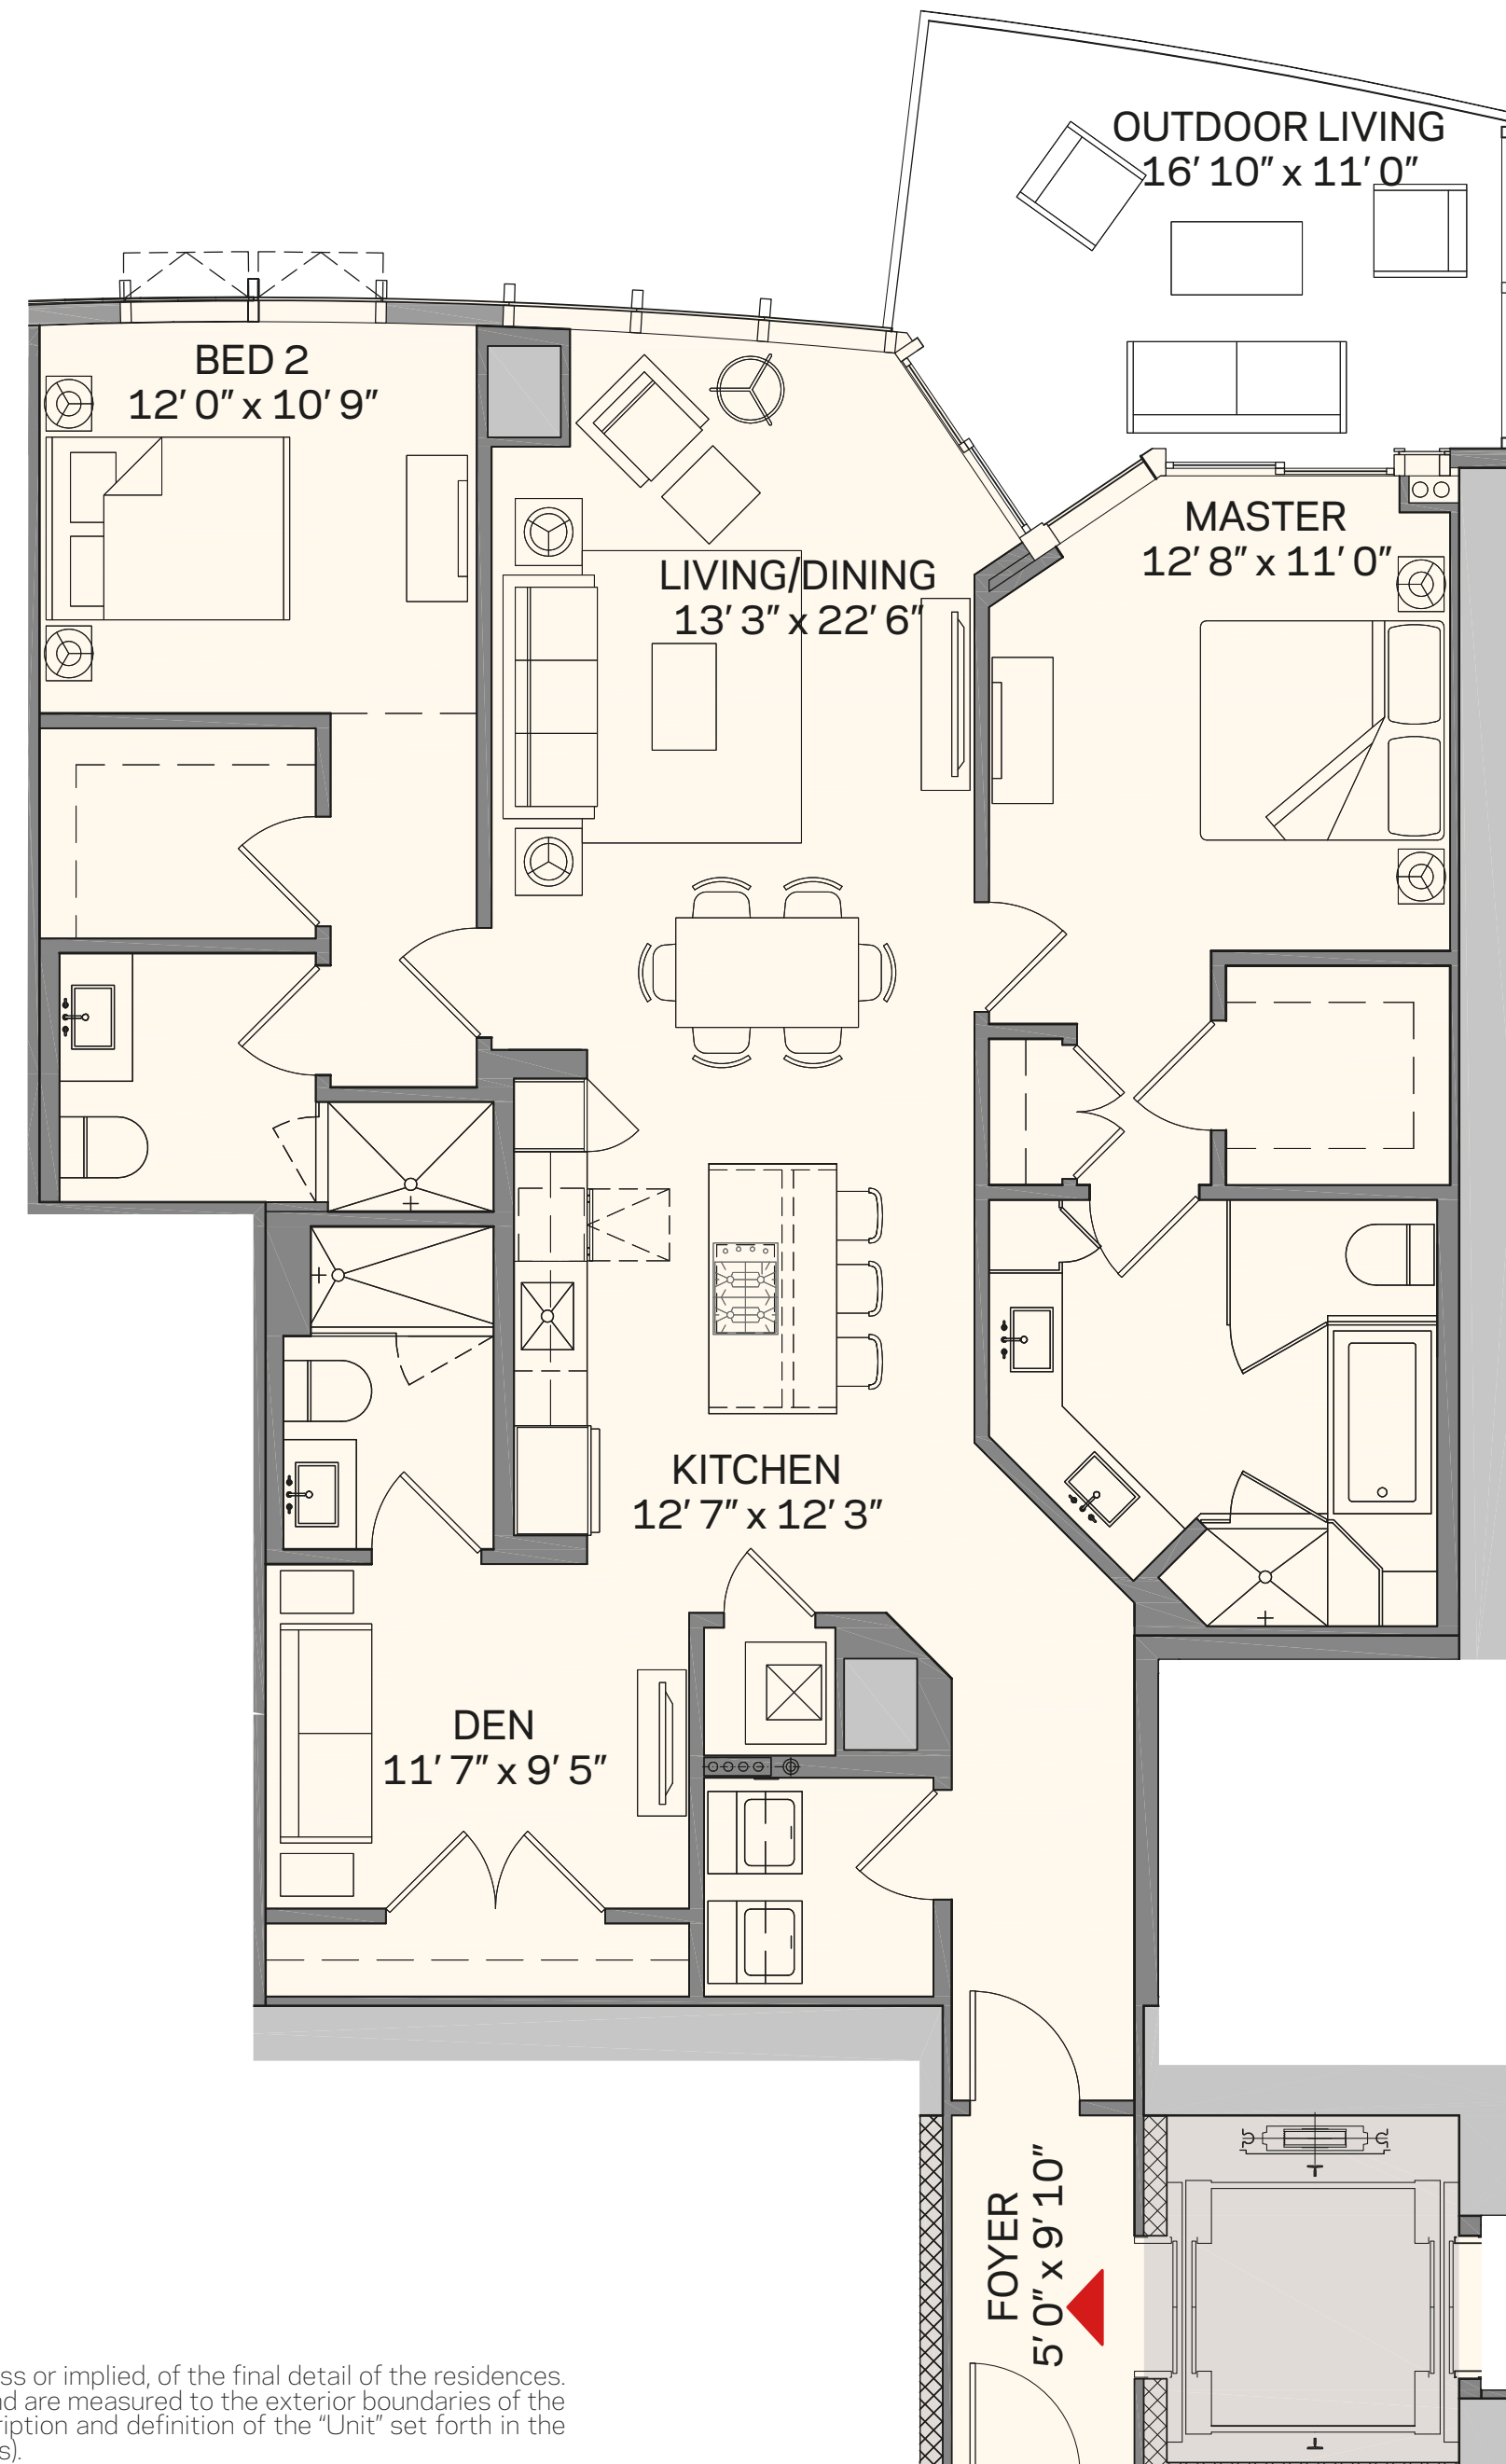 OUTDOOR LIVING
16′ 10″ x 11′ 0″
BED 2
12′ 0″ x 10′ 9″
MASTER
12′ 8″ x 11′ 0″
LIVING/DINING
13′ 3″ x 22′ 6″
KITCHEN
12′ 7″ x 12′ 3″
DEN
11′ 7″ x 9′ 5″
FOYER
5′ 0″ x 9′ 10″
ss or implied, of the final detail of the residences.
d are measured to the exterior boundaries of the
ription and definition of the “Unit” set forth in the
s).